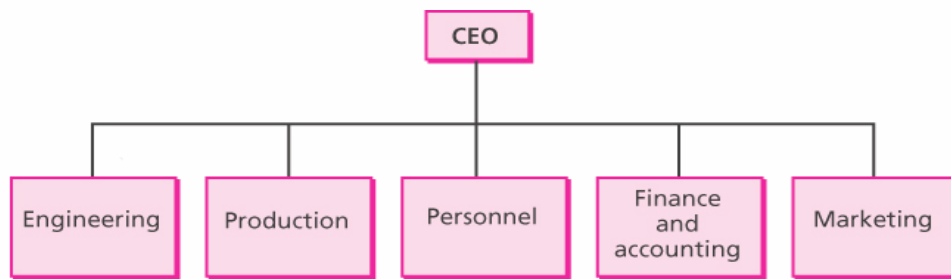 CEO
Engineering
Production
Personnel
Finance
and
accounting
Marketing